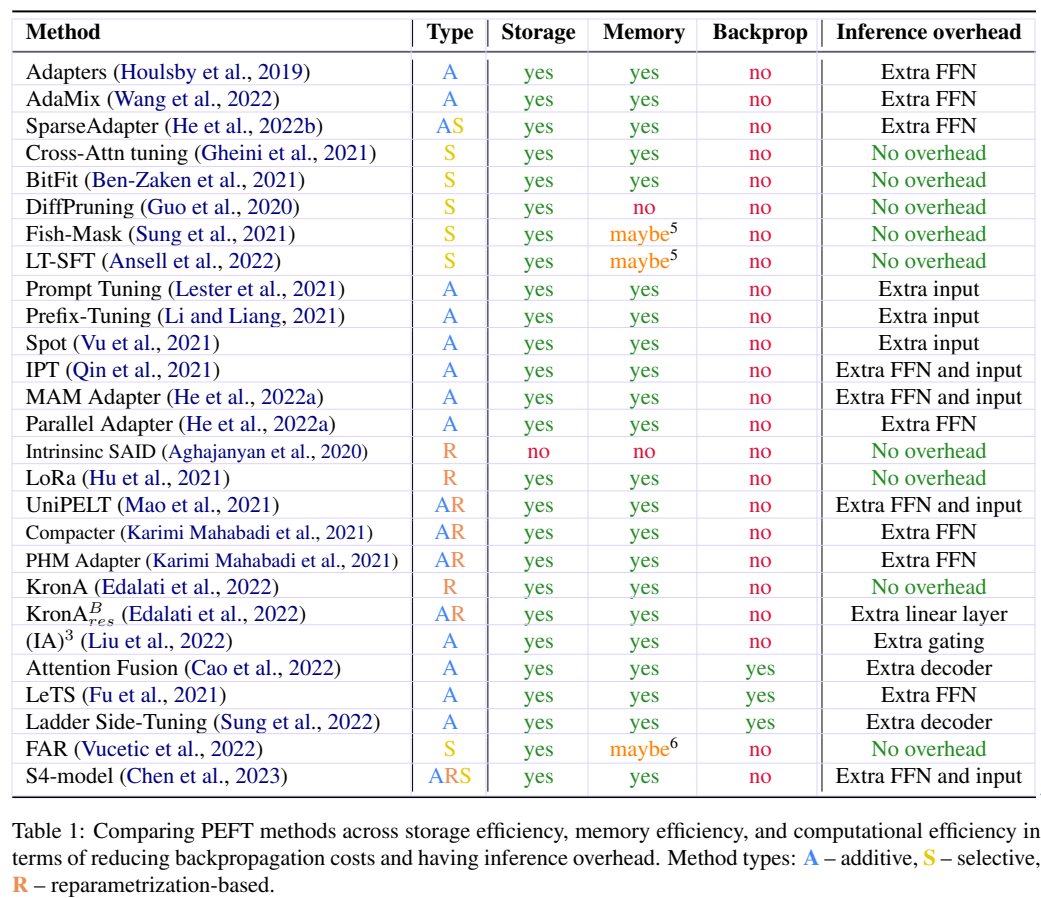 Method Type Storage Memory Backprop Inference overhead
Adapters (Houlsby et al., 2019) A yes yes no Extra FFN
AdaMix (Wang et al., 2022) A yes yes no Extra FFN
SparseAdapter (He et al., 2022b) AS yes yes no Extra FFN
Cross-Attn tuning (Gheini et al., 2021) S yes yes no No overhead
BitFit (Ben-Zaken et al., 2021) S yes yes no No overhead
DiffPruning (Guo et al., 2020) S yes no no No overhead
Fish-Mask (Sung et al., 2021) S yes maybe⁵ no No overhead
LT-SFT (Ansell et al., 2022) S yes maybe⁵ no No overhead
Prompt Tuning (Lester et al., 2021) A yes yes no Extra input
Prefix-Tuning (Li and Liang, 2021) A yes yes no Extra input
Spot (Vu et al., 2021) A yes yes no Extra input
IPT (Qin et al., 2021) A yes yes no Extra FFN and input
MAM Adapter (He et al., 2022a) A yes yes no Extra FFN and input
Parallel Adapter (He et al., 2022a) A yes yes no Extra FFN
Intrinsinc SAID (Aghajanyan et al., 2020) R no no no No overhead
LoRa (Hu et al., 2021) R yes yes no No overhead
UniPELT (Mao et al., 2021) AR yes yes no Extra FFN and input
Compacter (Karimi Mahabadi et al., 2021) AR yes yes no Extra FFN
PHM Adapter (Karimi Mahabadi et al., 2021) AR yes yes no Extra FFN
KronA (Edalati et al., 2022) R yes yes no No overhead
KronA^B_res (Edalati et al., 2022) AR yes yes no Extra linear layer
(IA)³ (Liu et al., 2022) A yes yes no Extra gating
Attention Fusion (Cao et al., 2022) A yes yes yes Extra decoder
LeTS (Fu et al., 2021) A yes yes yes Extra FFN
Ladder Side-Tuning (Sung et al., 2022) A yes yes yes Extra decoder
FAR (Vucetic et al., 2022) S yes maybe⁶ no No overhead
S4-model (Chen et al., 2023) ARS yes yes no Extra FFN and input
Table 1: Comparing PEFT methods across storage efficiency, memory efficiency, and computational efficiency in
terms of reducing backpropagation costs and having inference overhead. Method types: A – additive, S – selective,
R – reparametrization-based.